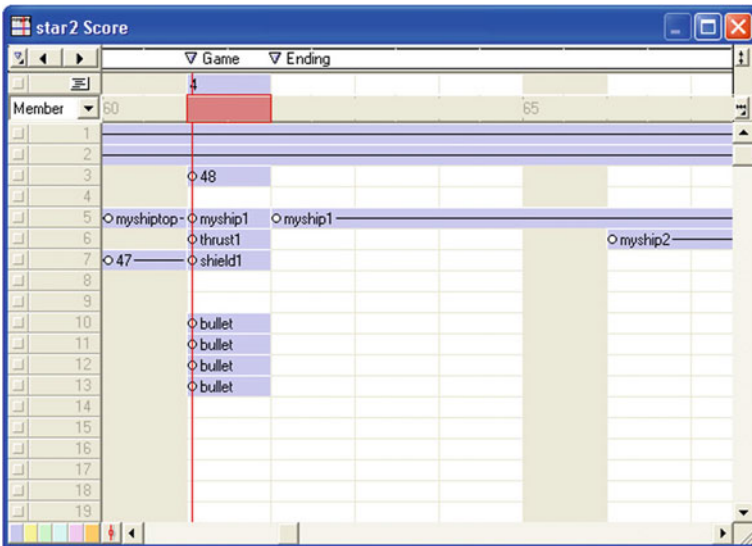 star2 Score
Game Ending
4
Member 60 65
1
2
3 48
4
5 myshiptop myship1 myship1
6 thrust1 myship2
7 47 shield1
8
9
10 bullet
11 bullet
12 bullet
13 bullet
14
15
16
17
18
19